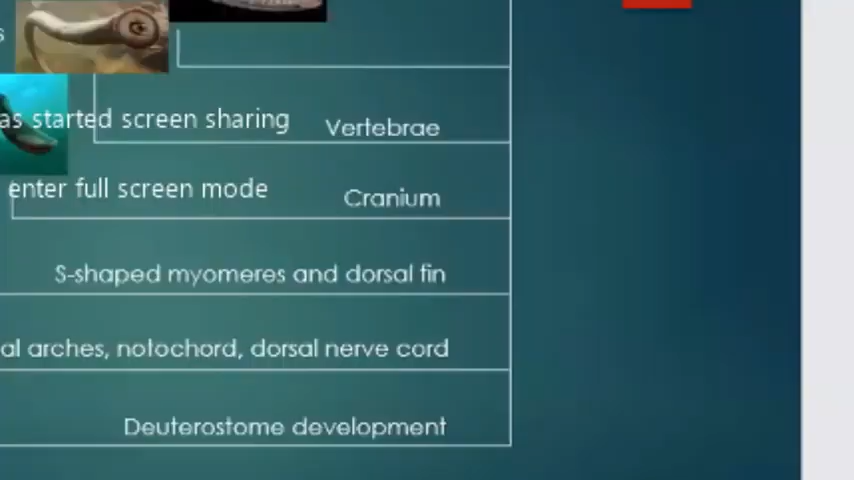 s
as started screen sharing
Vertebrae
enter full screen mode
Cranium
S-shaped myomeres and dorsal fin
al arches, notochord, dorsal nerve cord
Deuterostome development